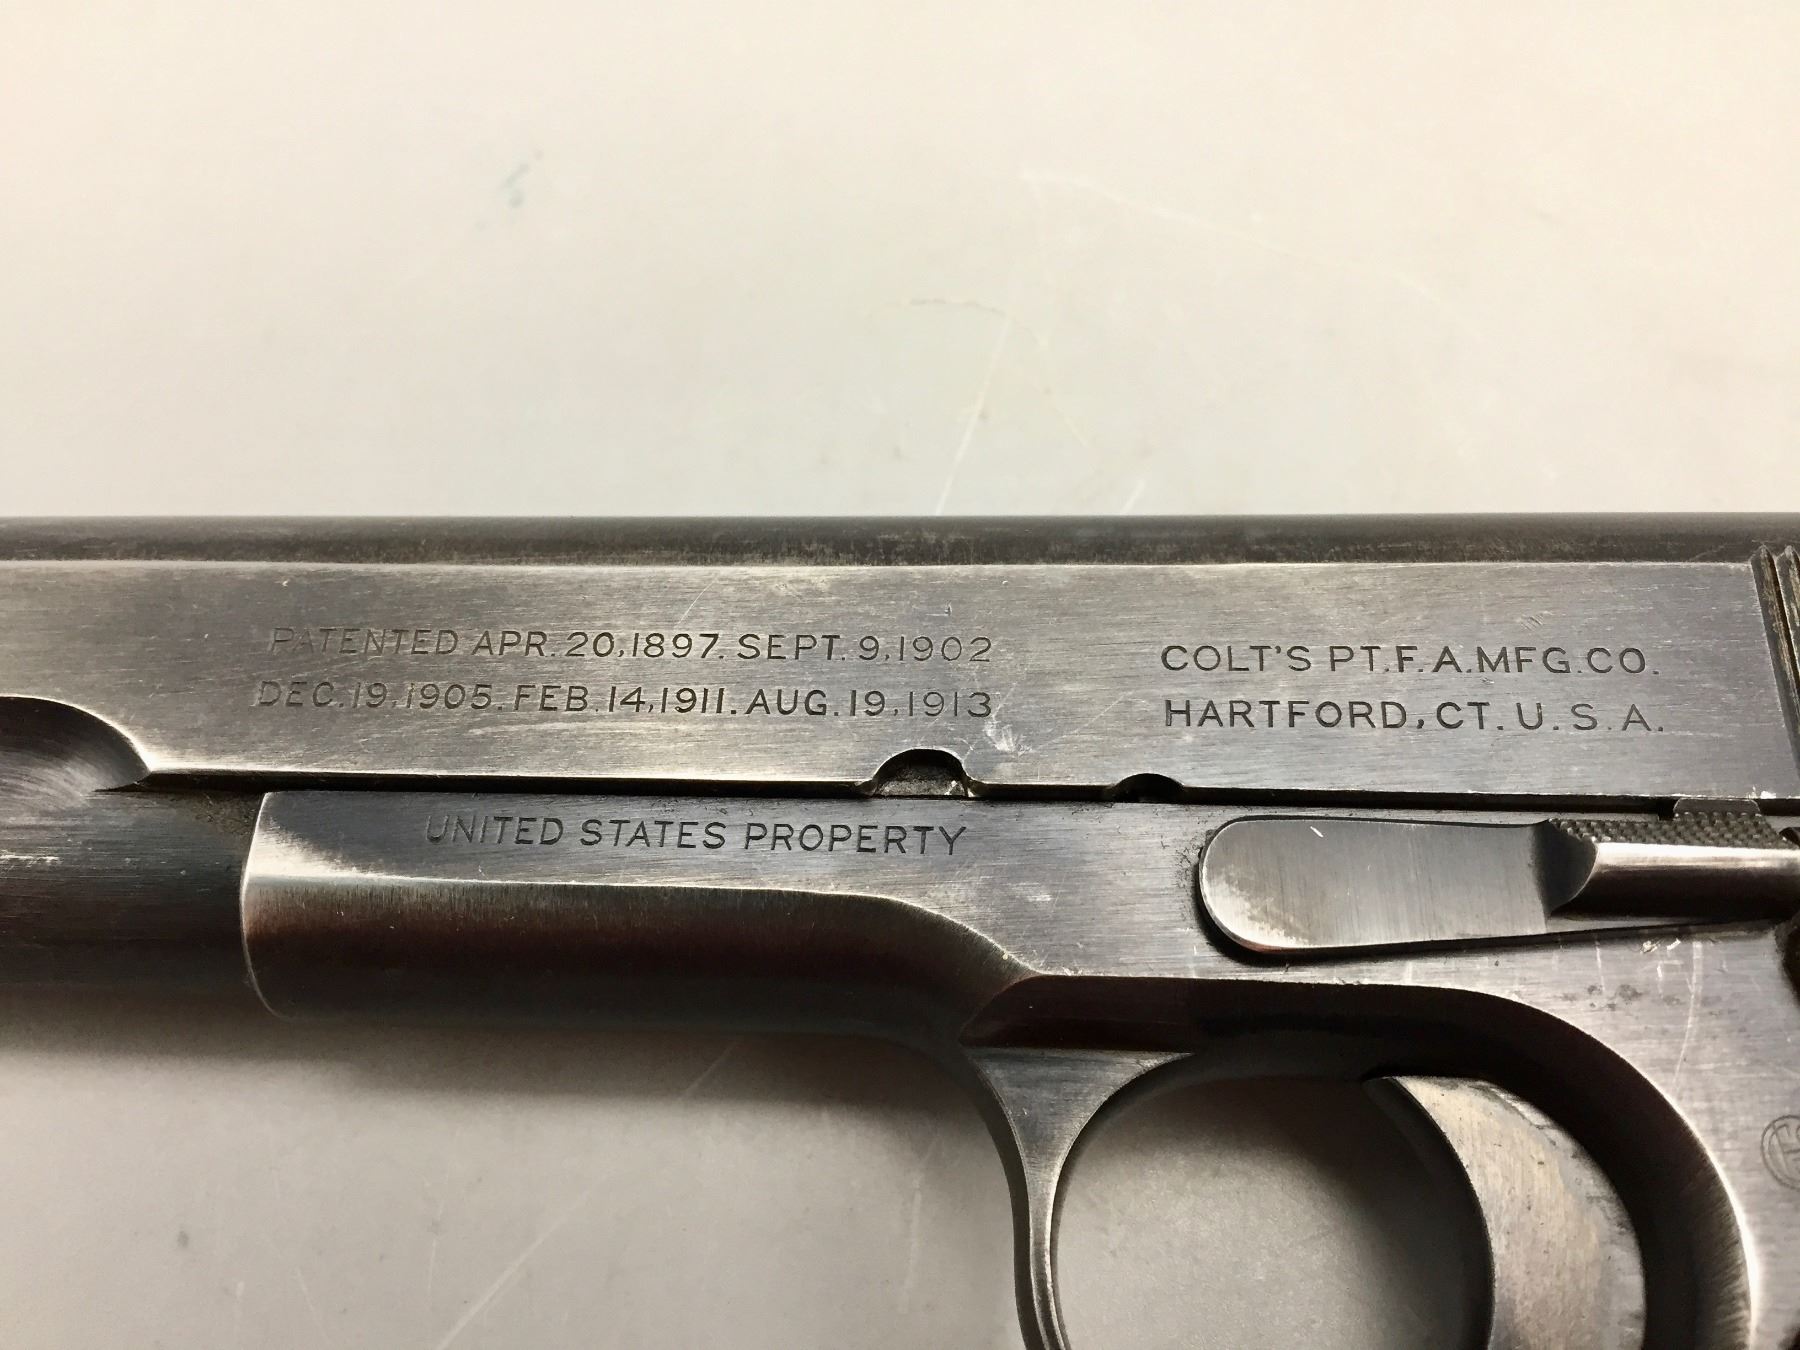 PATENTED APR. 20,1897. SEPT. 9,1902
DEC.19,1905. FEB.14,1911. AUG.19,1913
COLT'S PT.F.A.MFG.CO.
HARTFORD, CT. U.S.A.
UNITED STATES PROPERTY